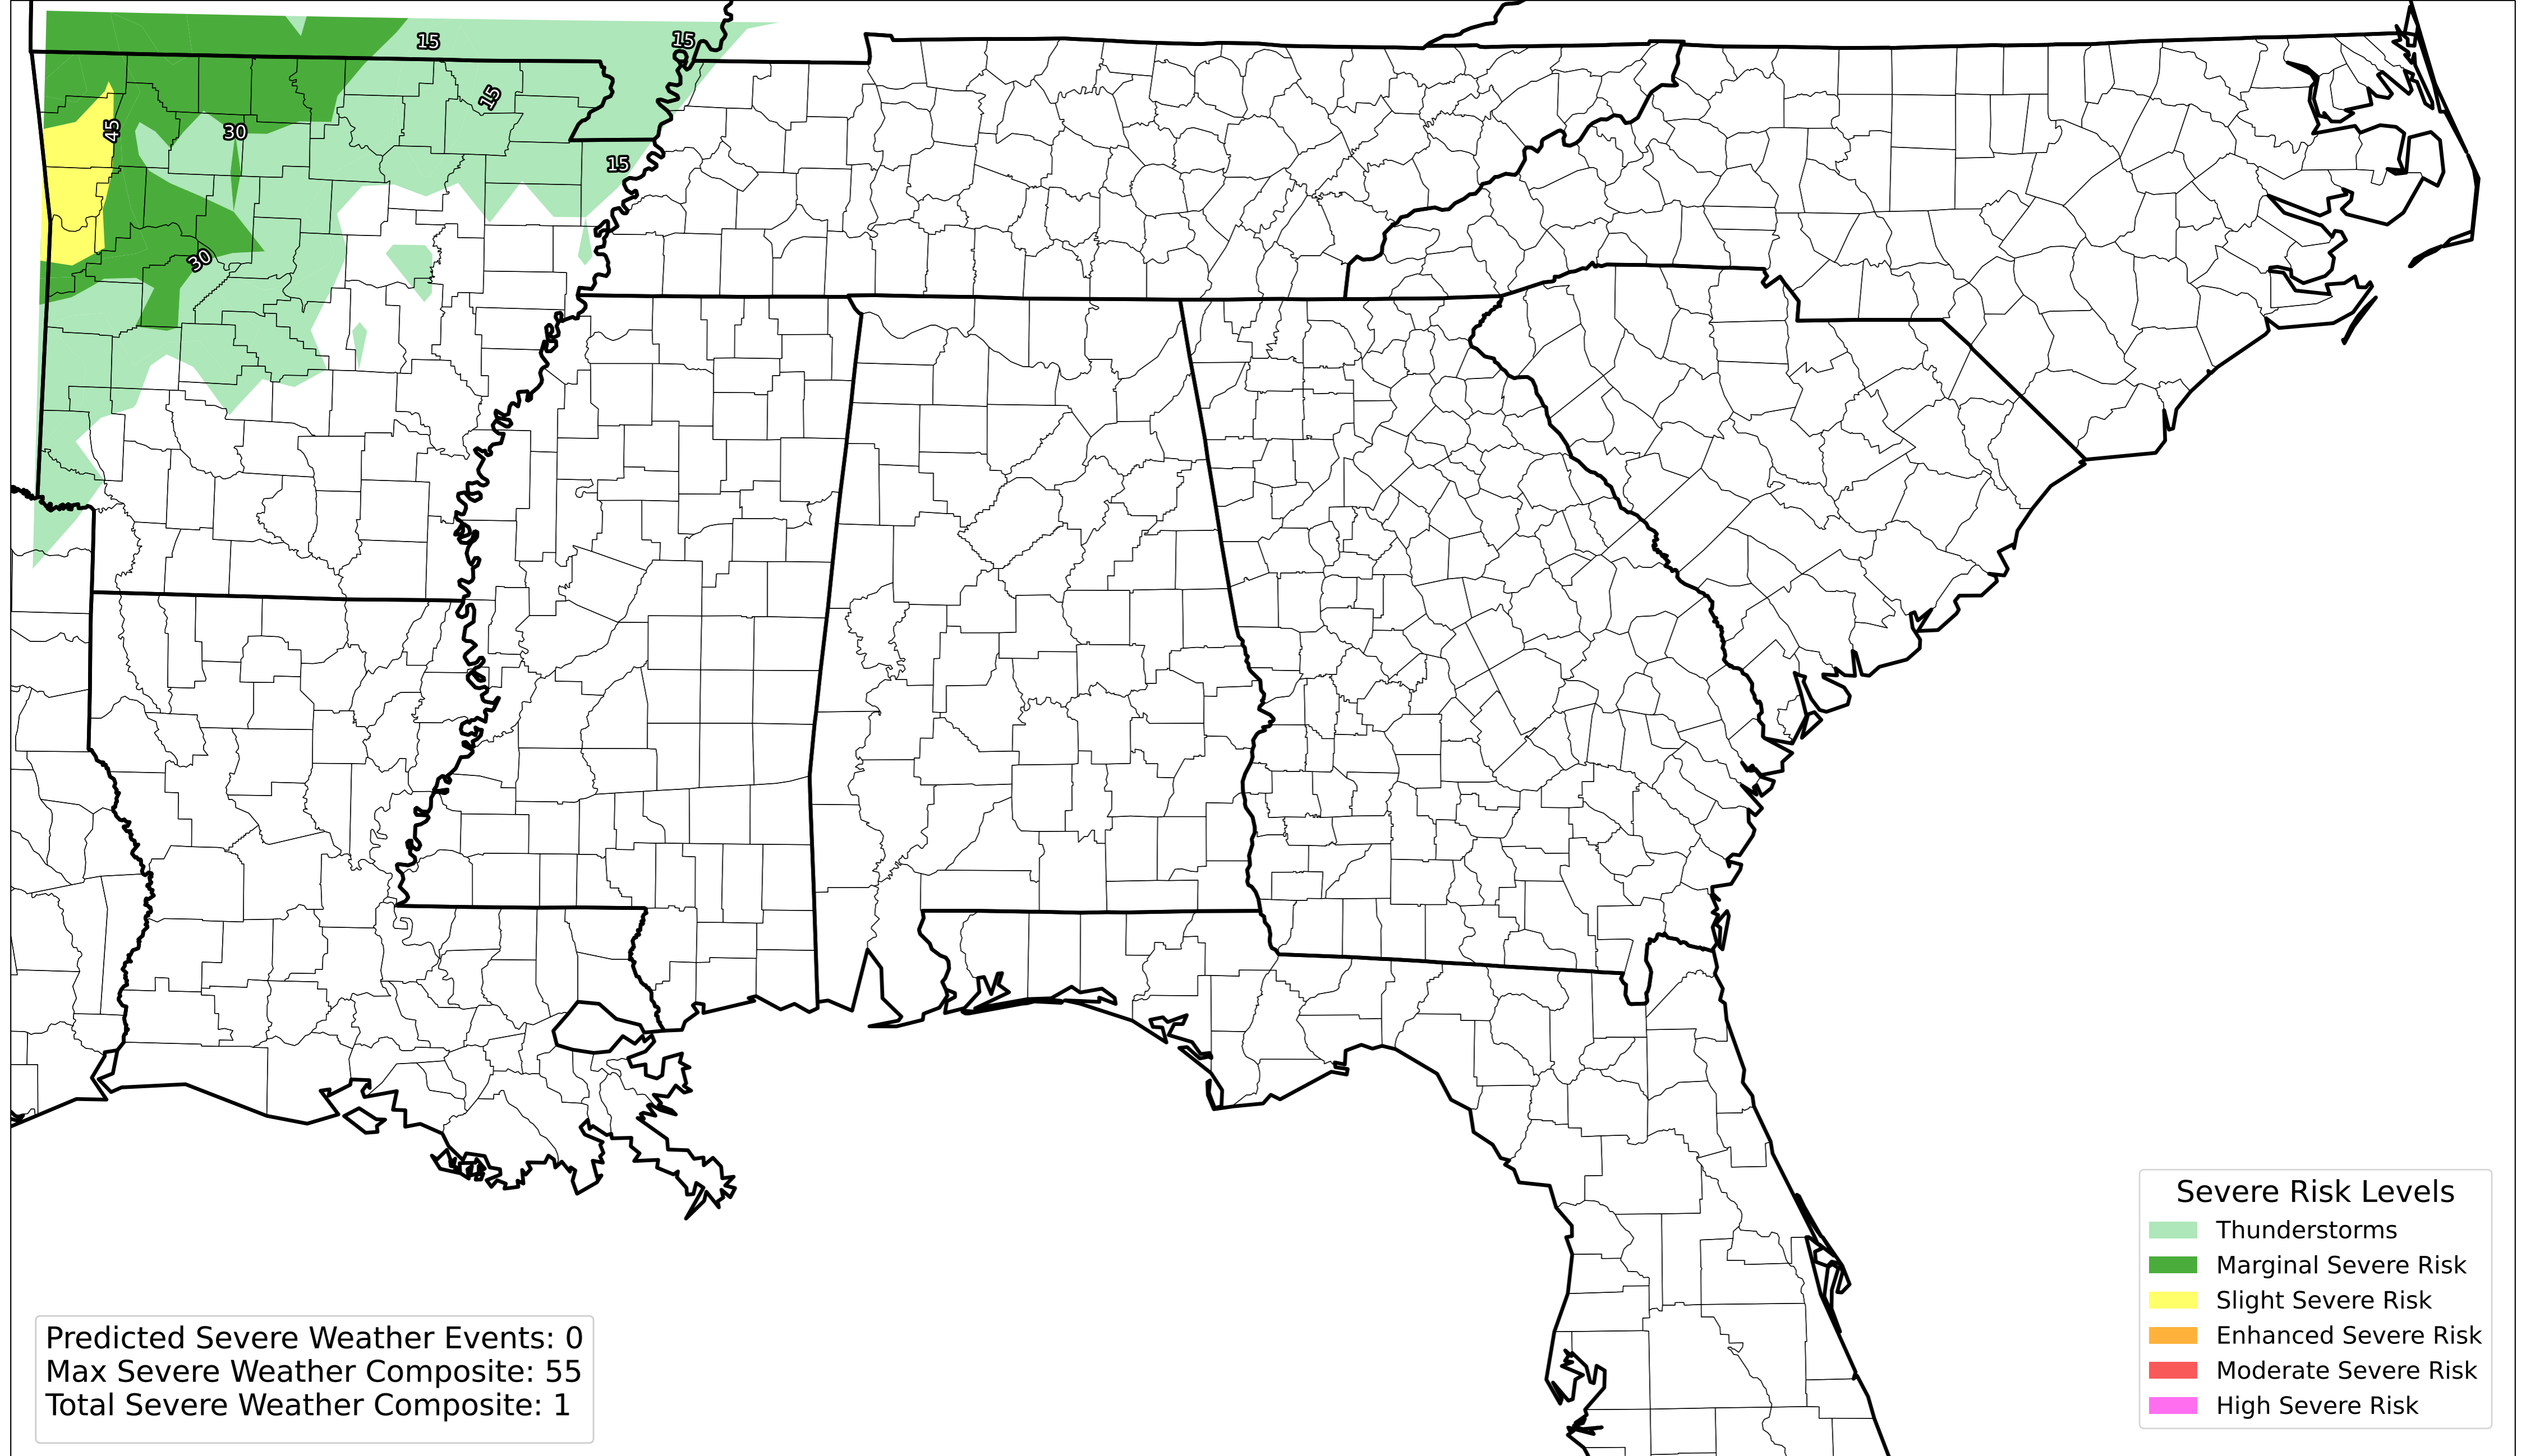 15
15
15
45
30
15
30
Severe Risk Levels
Thunderstorms
Marginal Severe Risk
Slight Severe Risk
Enhanced Severe Risk
Moderate Severe Risk
High Severe Risk
Predicted Severe Weather Events: 0
Max Severe Weather Composite: 55
Total Severe Weather Composite: 1